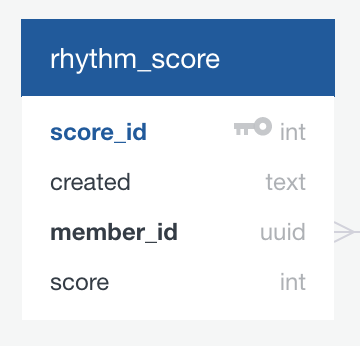 rhythm_score
score_id int
created text
member_id uuid
score int